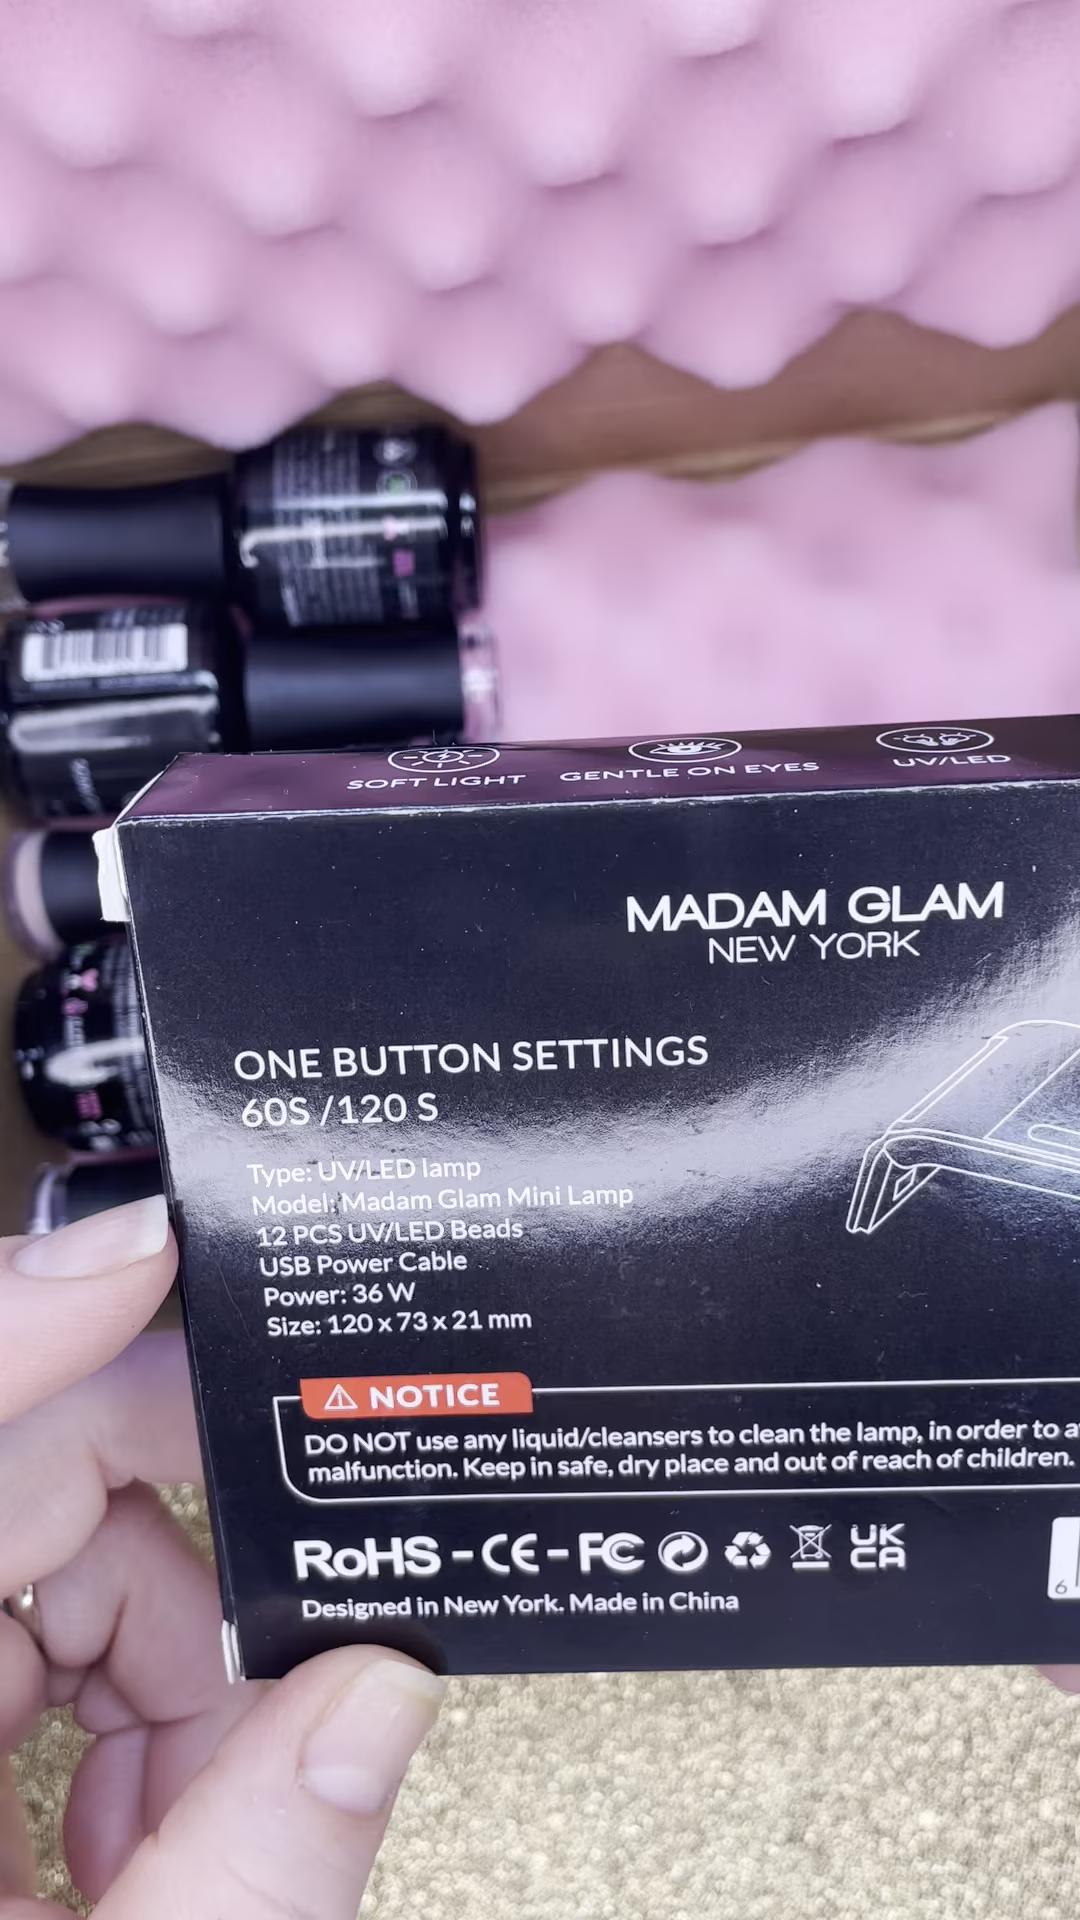 SOFT LIGHT
GENTLE ON EYES
UV/LED
MADAM GLAM
NEW YORK
ONE BUTTON SETTINGS
60S /120 S
Type: UV/LED lamp
Model: Madam Glam Mini Lamp
12 PCS UV/LED Beads
USB Power Cable
Power: 36 W
Size: 120 x 73 x 21 mm
NOTICE
DO NOT use any liquid/cleansers to clean the lamp, in order to
malfunction. Keep in safe, dry place and out of reach of children.
RoHS - CE - FC UK
CA
6
Designed in New York. Made in China